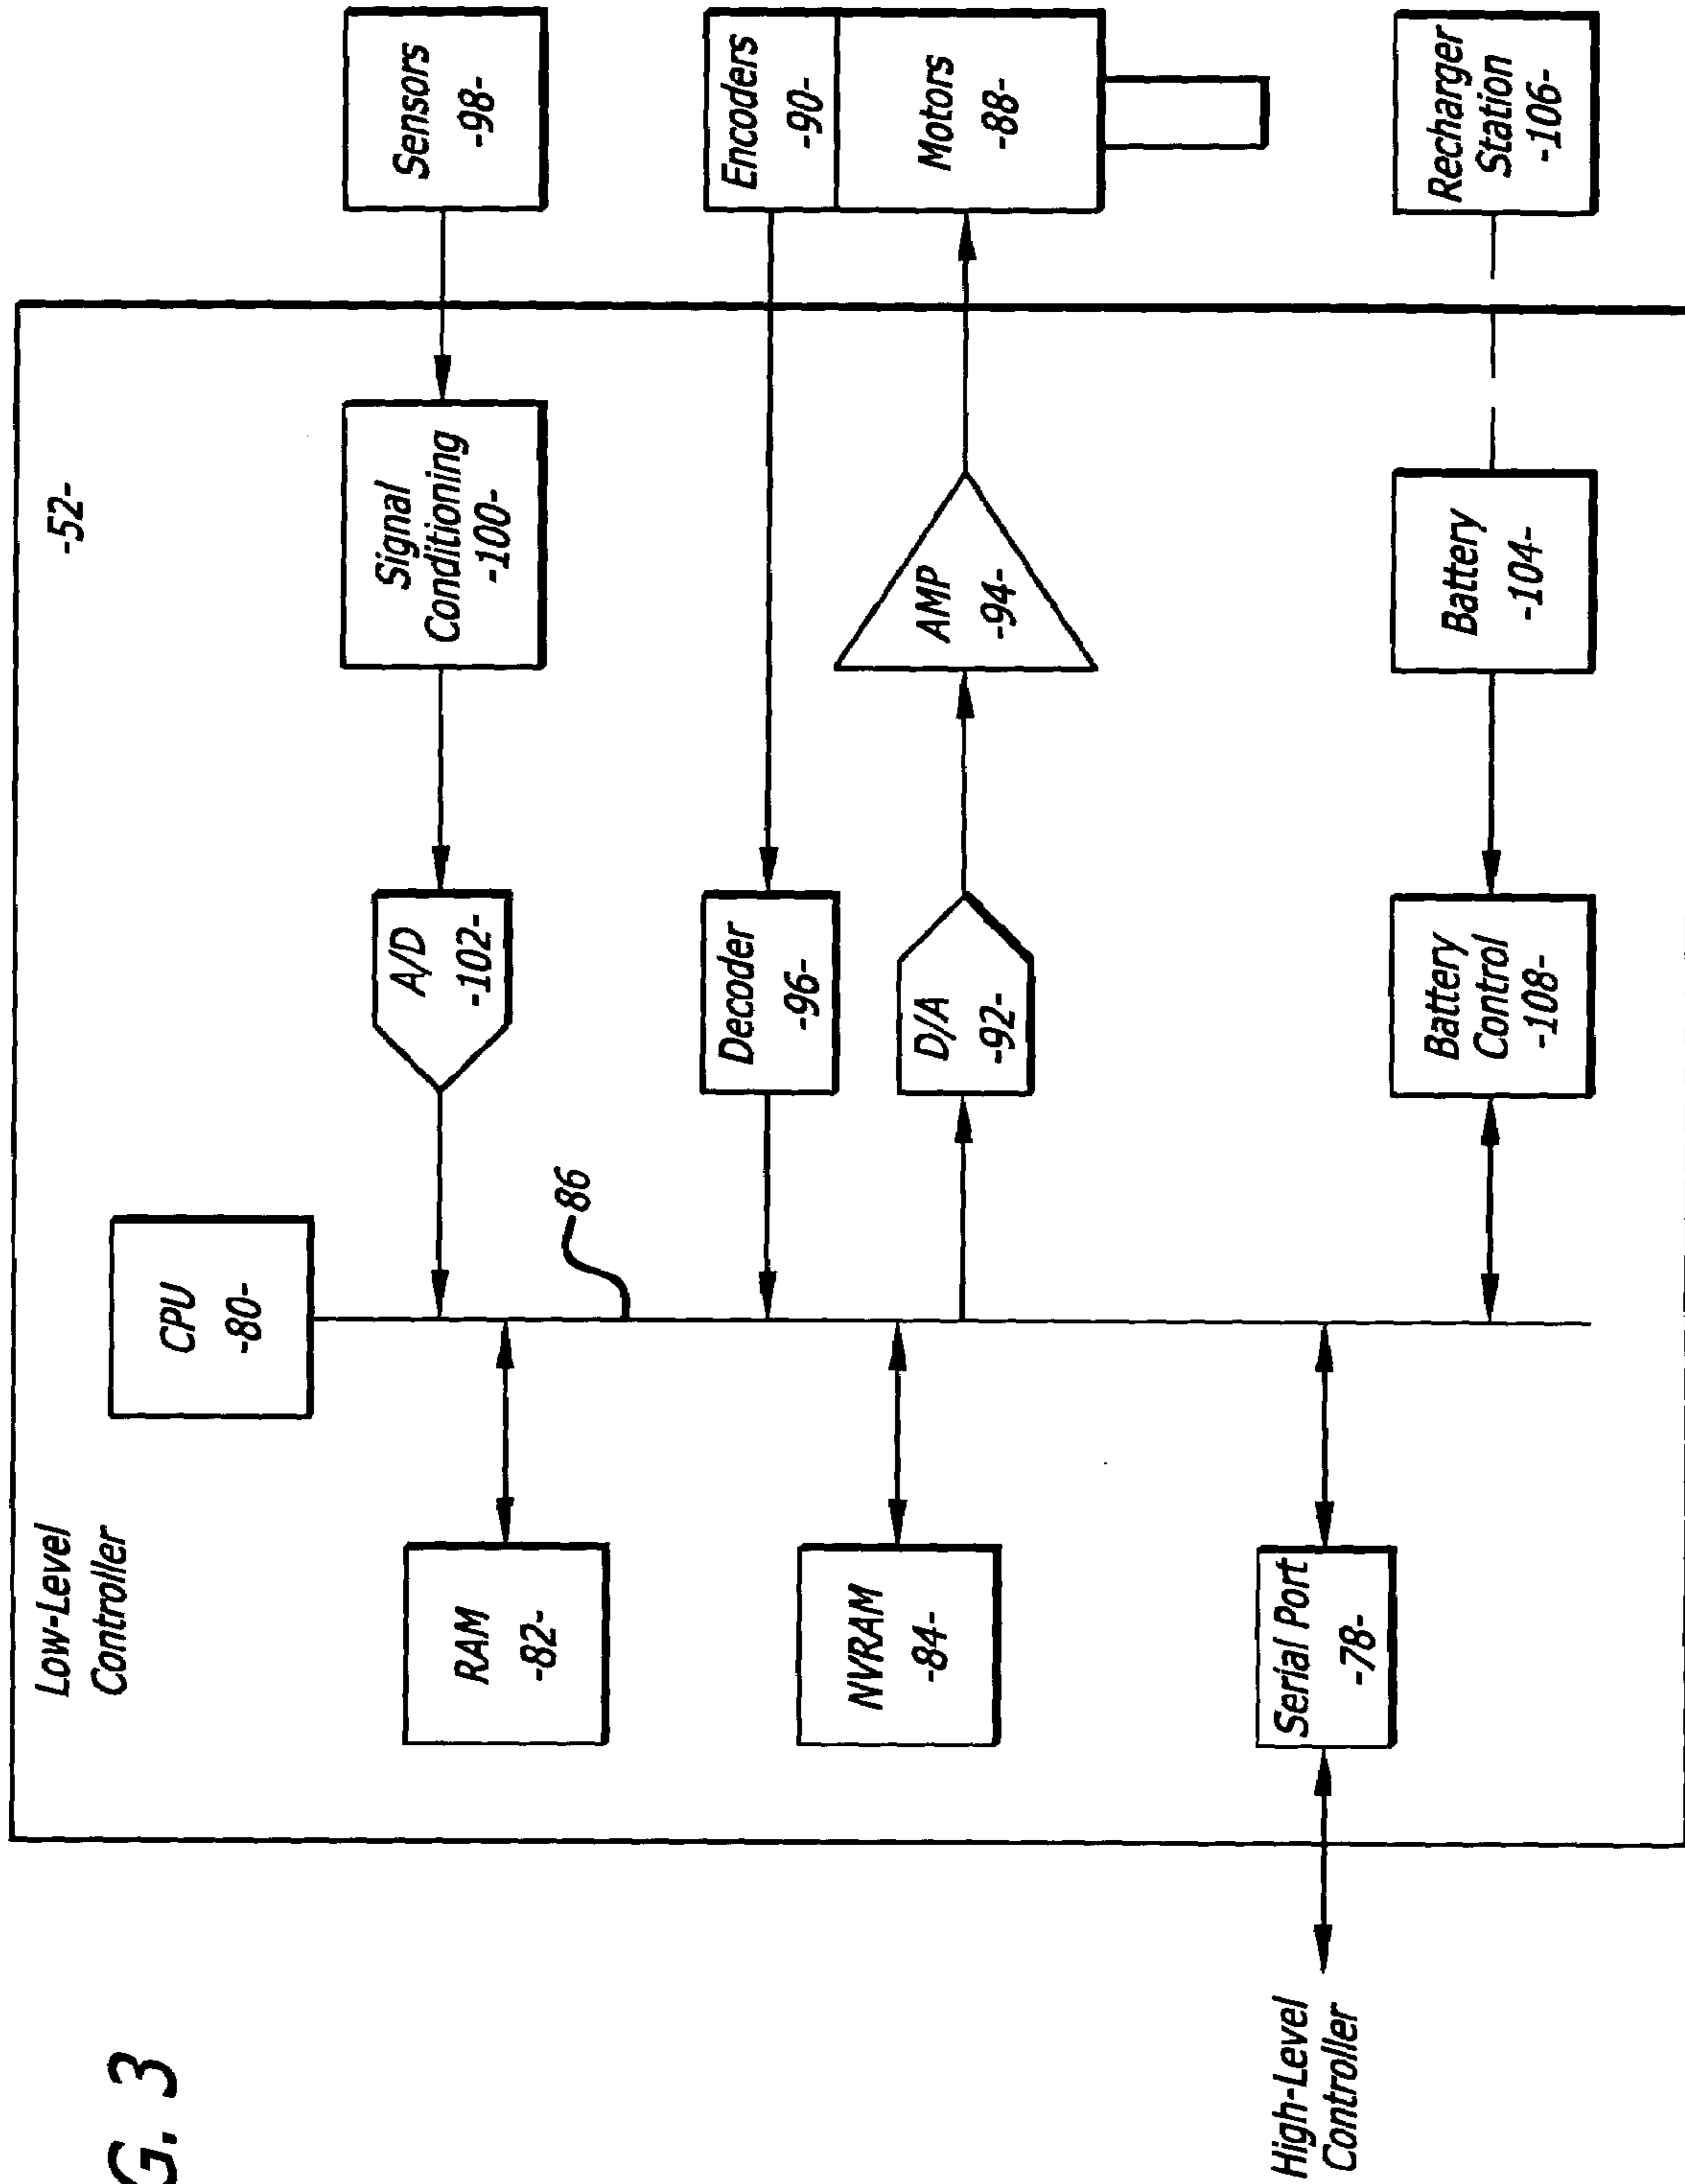 G. 3
Low-Level
Controller
-52-
CPU
-80-
RAM
-82-
NVRAM
-84-
Serial Port
-78-
High-Level
Controller
86
A/D
-102-
Signal
Conditioning
-100-
Sensors
-98-
Decoder
-96-
Encoders
-90-
D/A
-92-
AMP
-94-
Motors
-88-
Battery
Control
-108-
Battery
-104-
Recharger
Station
-106-